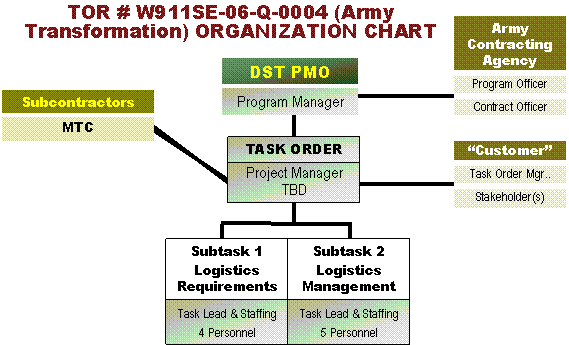 TOR # W911SE-06-Q-0004 (Army
Transformation) ORGANIZATION CHART
Army
Contracting
Agency
Program Officer
Contract Officer
DST PMO
Program Manager
Subcontractors
MTC
TASK ORDER
Project Manager
TBD
“Customer”
Task Order Mgr..
Stakeholder(s)
Subtask 1
Logistics
Requirements
Task Lead & Staffing
4 Personnel
Subtask 2
Logistics
Management
Task Lead & Staffing
5 Personnel